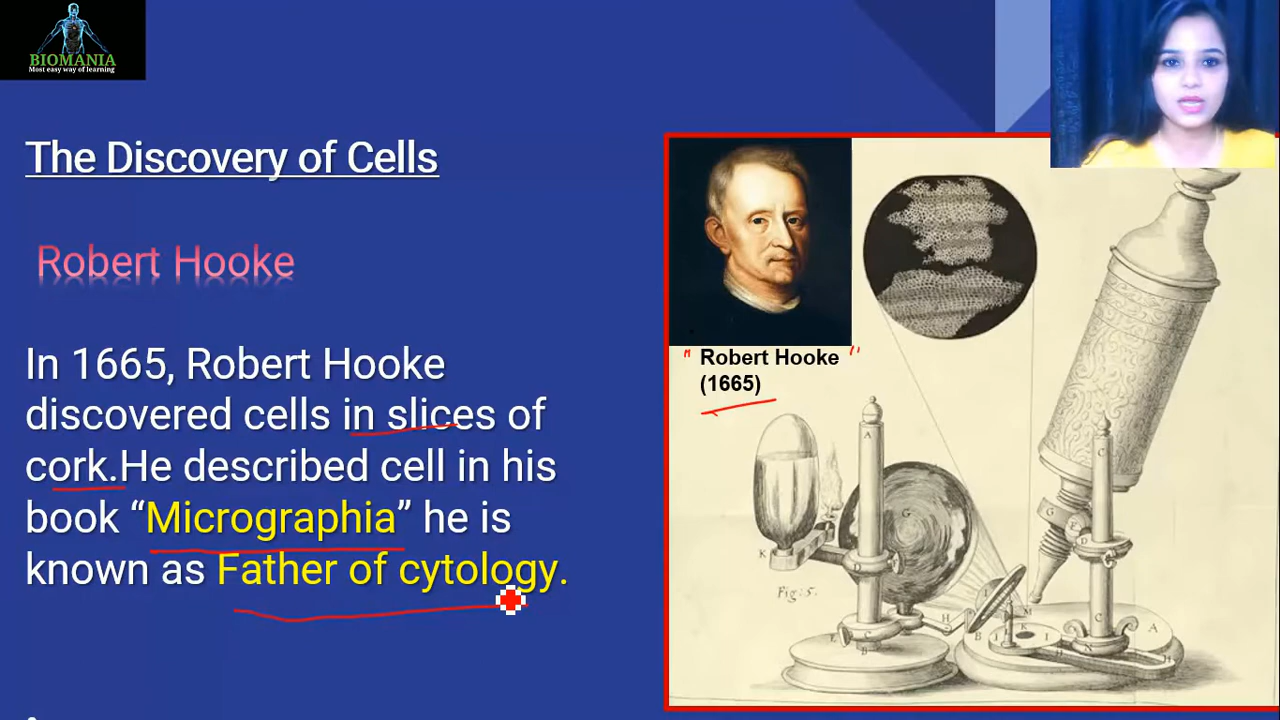 BIOMANIA
Most easy way of learning
The Discovery of Cells
Robert Hooke
In 1665, Robert Hooke
discovered cells in slices of
cork.He described cell in his
book “Micrographia” he is
known as Father of cytology.
" Robert Hooke "
(1665)
Fig: 5.
A
C
C
G
G
K
D
D
E
C
B
H
I
M
B
I
K
I
N
A
H
H